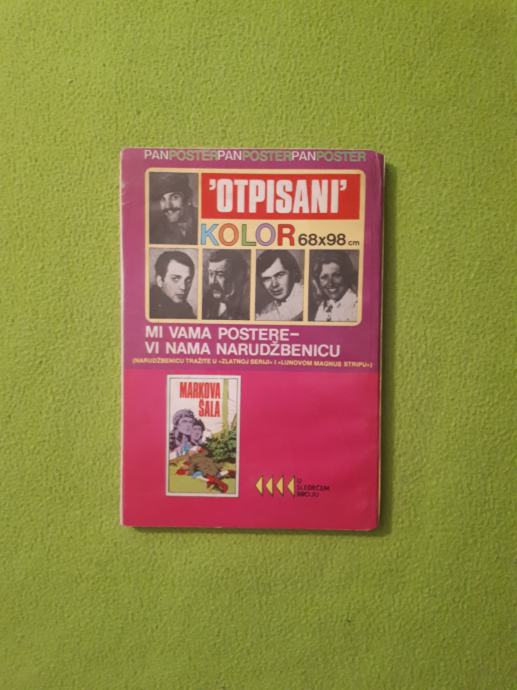 PANPOSTERPANPOSTERPANPOSTER
'OTPISANI'
KOLOR 68x98 cm
MI VAMA POSTERE-
VI NAMA NARUDŽBENICU
(NARUDŽBENICU TRAŽITE U »ZLATNOJ SERIJI« I »LUNOVOM MAGNUS STRIPU«)
MARKOVA
ŠALA
U
SLEDEĆEM
BROJU